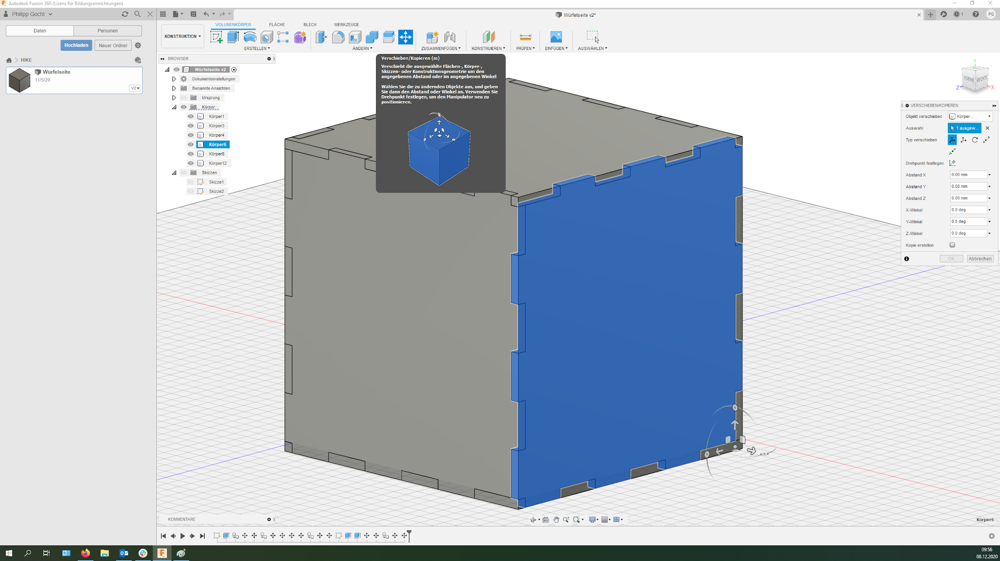 Autodesk Fusion 360 (Lizenz für Bildungseinrichtungen)
Philipp Gocht
Würfelseite v2*
1
PG
Daten
Personen
Hochladen
Neuer Ordner
HIKE
Würfelseite
11/5/20
V2
KONSTRUKTION
VOLUMENKÖRPER
FLÄCHE
BLECH
WERKZEUGE
ERSTELLEN
ÄNDERN
ZUSAMMENFÜGEN
KONSTRUIEREN
PRÜFEN
EINFÜGEN
AUSWÄHLEN
BROWSER
Würfelseite v2
Dokumenteinstellungen
Benannte Ansichten
Ursprung
Körper
Körper1
Körper3
Körper4
Körper5
Körper8
Körper12
Skizzen
Skizze1
Skizze2
Verschieben/Kopieren (m)
Verschiebt die ausgewählte Flächen-, Körper-,
Skizzen- oder Konstruktionsgeometrie um den
angegebenen Abstand oder im angegebenen Winkel
Wählen Sie die zu ändernden Objekte aus, und geben
Sie dann den Abstand oder Winkel an. Verwenden Sie
Drehpunkt festlegen, um den Manipulator neu zu
positionieren.
Y
VORNE
RECHTS
Z
X
VERSCHIEBEN/KOPIEREN
Objekt verschieben
Körper...
Auswahl
1 ausgew...
Typ verschieben
Drehpunkt festlegen
Abstand X
0.00 mm
Abstand Y
0.00 mm
Abstand Z
0.00 mm
X-Winkel
0.0 deg
Y-Winkel
0.0 deg
Z-Winkel
0.0 deg
Kopie erstellen
OK
Abbrechen
KOMMENTARE
Körper5
09:56
08.12.2020